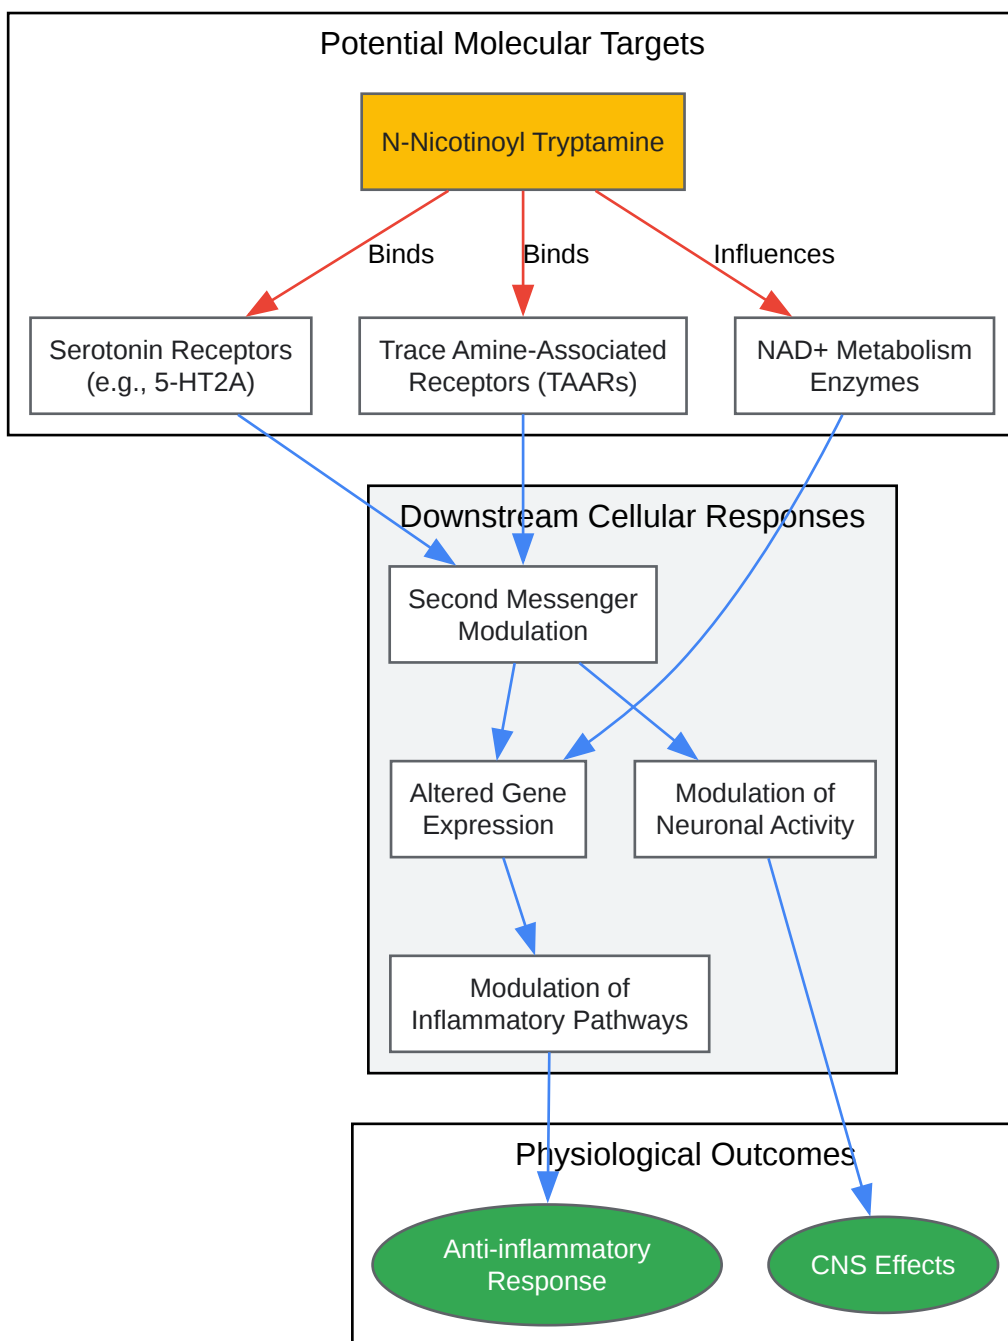 Potential Molecular Targets
N-Nicotinoyl Tryptamine
Binds
Binds
Influences
Serotonin Receptors
(e.g., 5-HT2A)
Trace Amine-Associated
Receptors (TAARs)
NAD+ Metabolism
Enzymes
Downstream Cellular Responses
Second Messenger
Modulation
Altered Gene
Expression
Modulation of
Neuronal Activity
Modulation of
Inflammatory Pathways
Physiological Outcomes
Anti-inflammatory
Response
CNS Effects